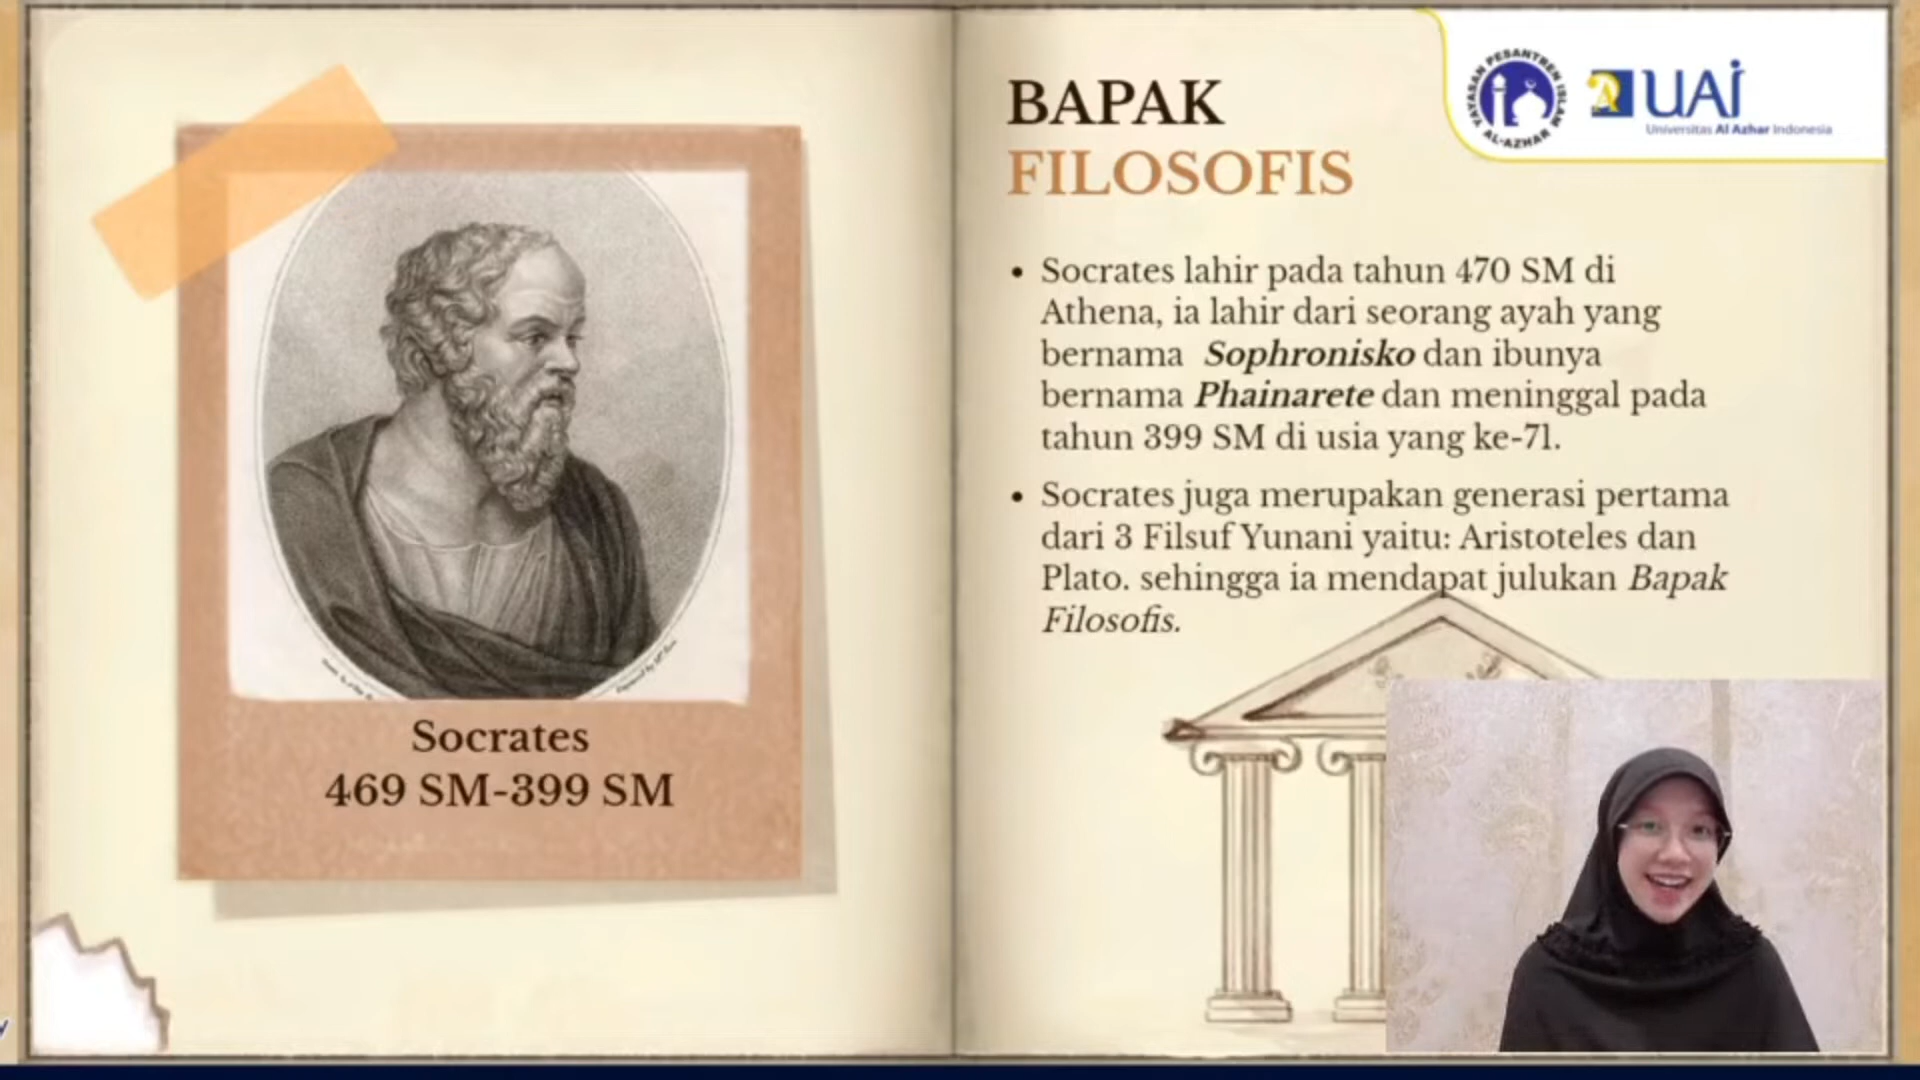 BAPAK
FILOSOFIS
YAYASAN PESANTREN ISLAM
AL-AZHAR
UAI
Universitas Al Azhar Indonesia
Socrates lahir pada tahun 470 SM di
Athena, ia lahir dari seorang ayah yang
bernama Sophronisko dan ibunya
bernama Phainarete dan meninggal pada
tahun 399 SM di usia yang ke-71.
Socrates juga merupakan generasi pertama
dari 3 Filsuf Yunani yaitu: Aristoteles dan
Plato. sehingga ia mendapat julukan Bapak
Filosofis.
Socrates
469 SM-399 SM